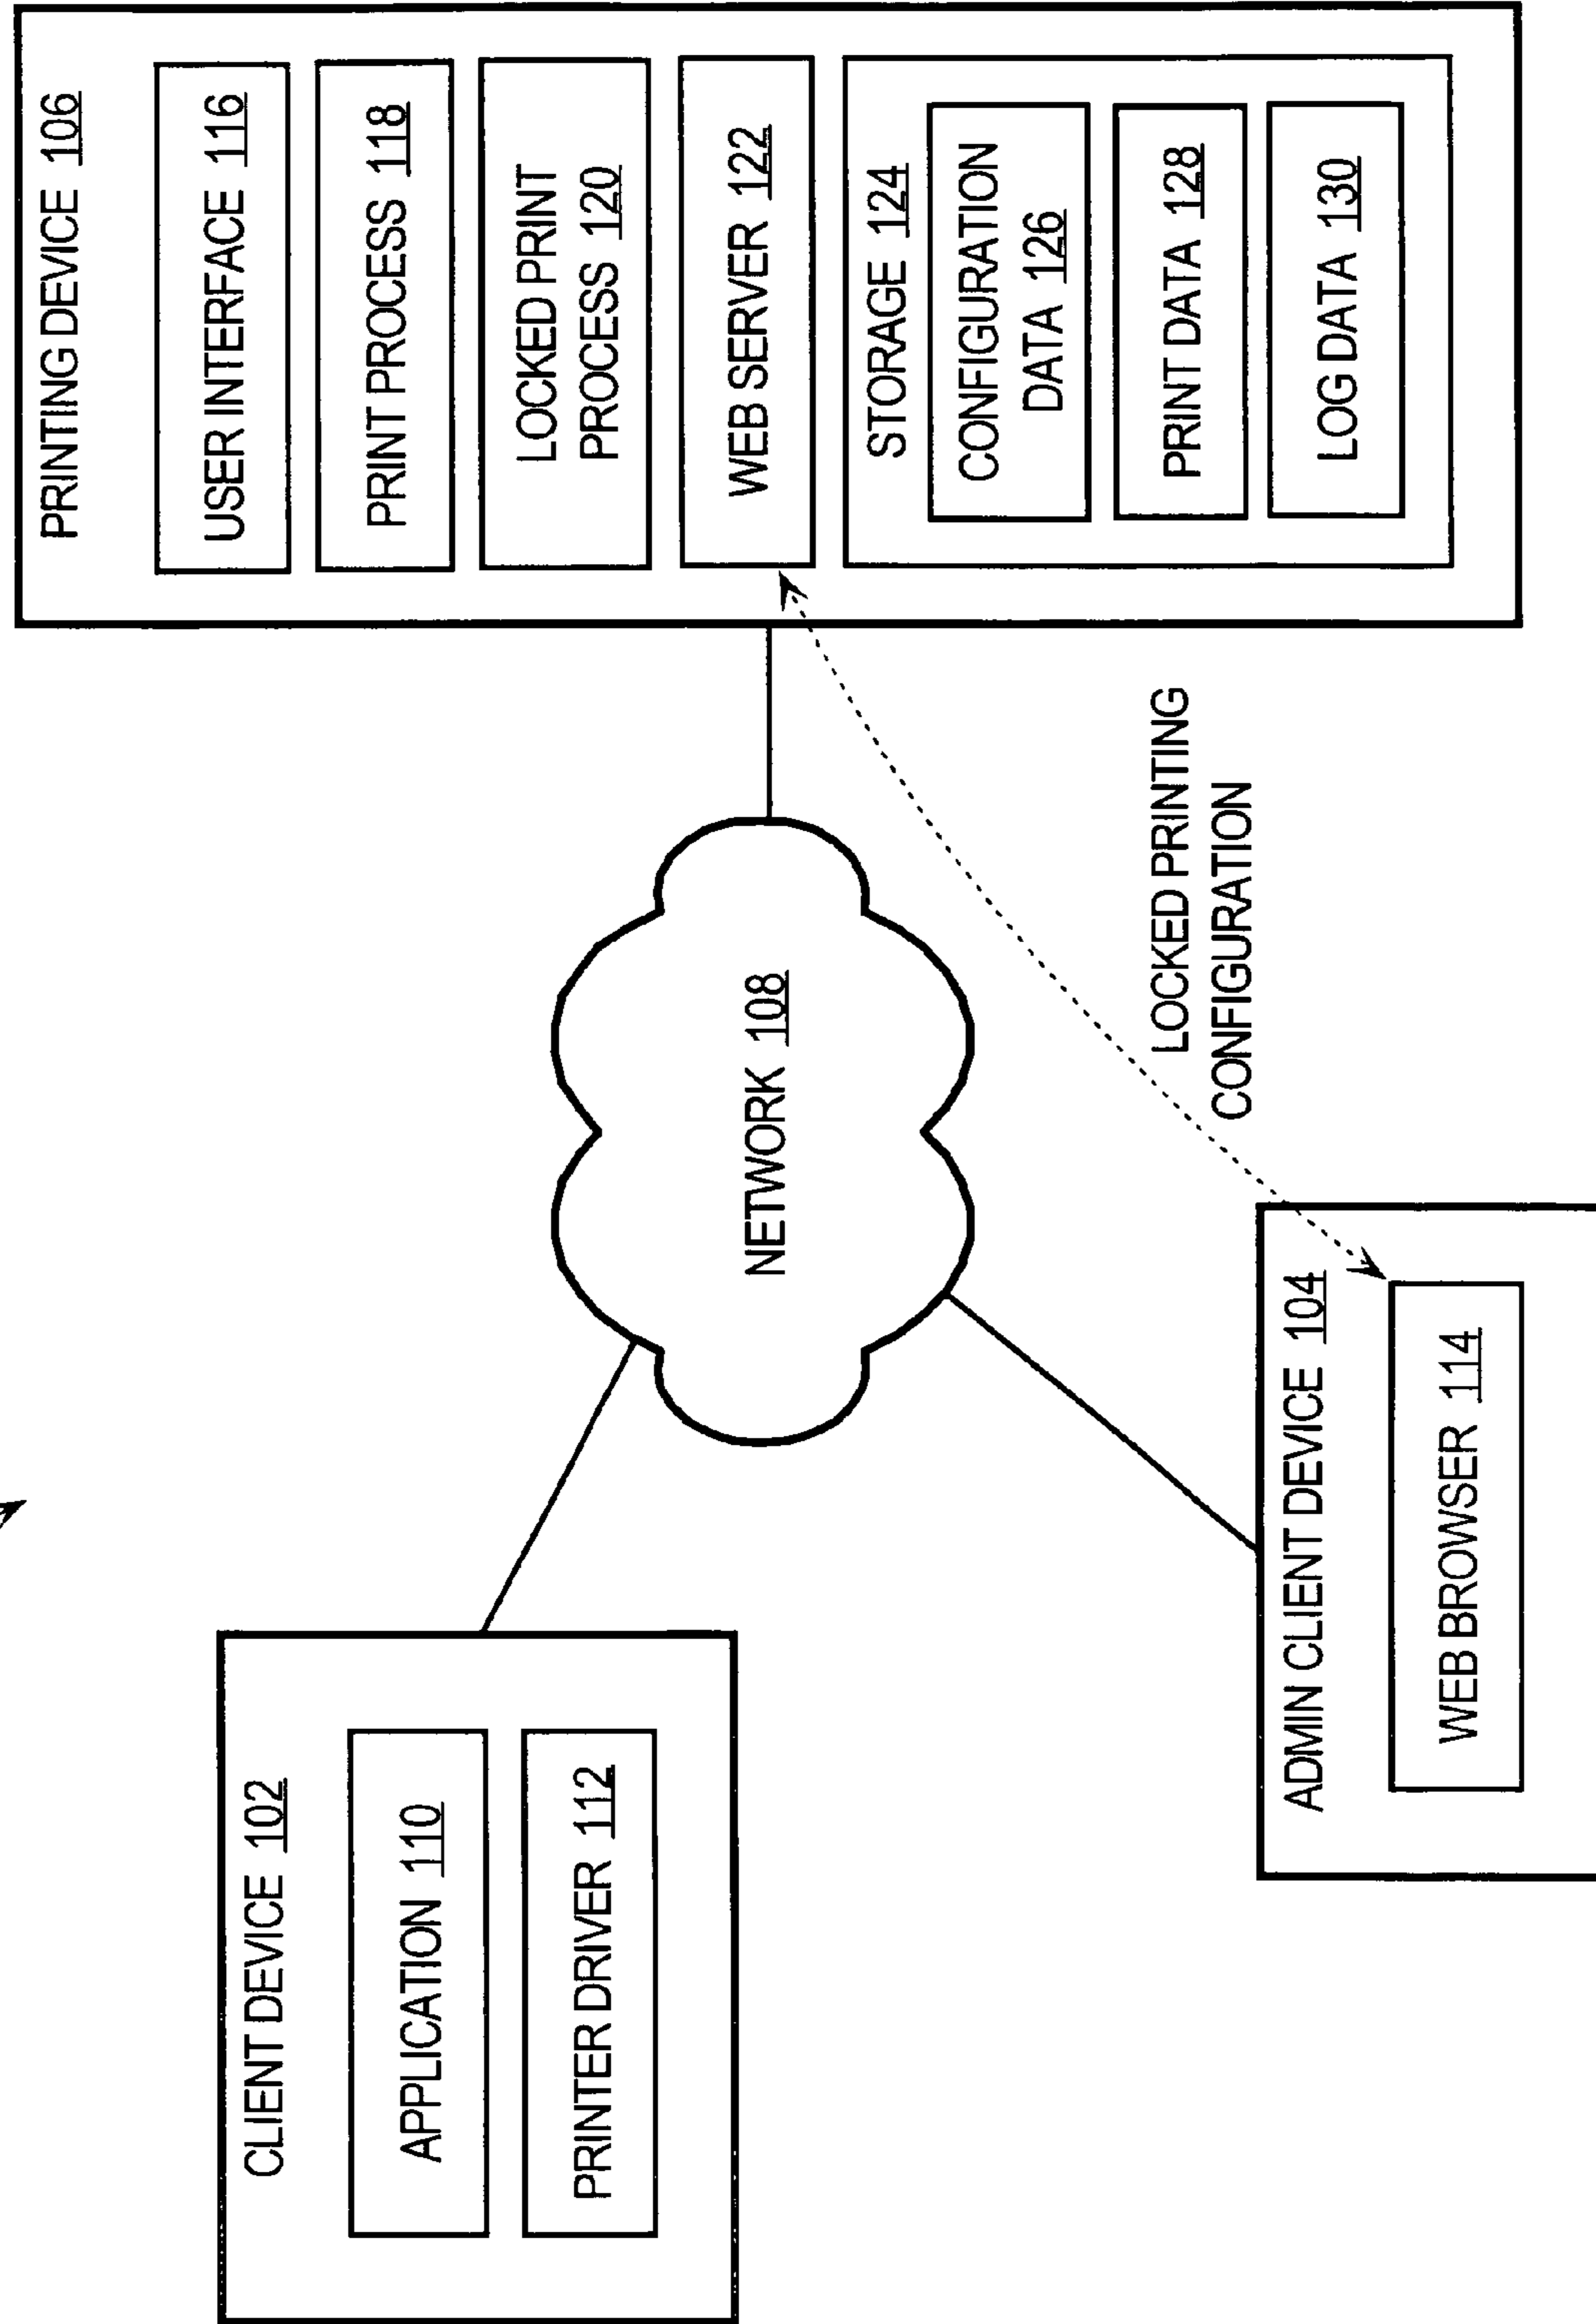 CLIENT DEVICE 102
APPLICATION 110
PRINTER DRIVER 112
NETWORK 108
ADMIN CLIENT DEVICE 104
WEB BROWSER 114
LOCKED PRINTING
CONFIGURATION
PRINTING DEVICE 106
USER INTERFACE 116
PRINT PROCESS 118
LOCKED PRINT
PROCESS 120
WEB SERVER 122
STORAGE 124
CONFIGURATION
DATA 126
PRINT DATA 128
LOG DATA 130